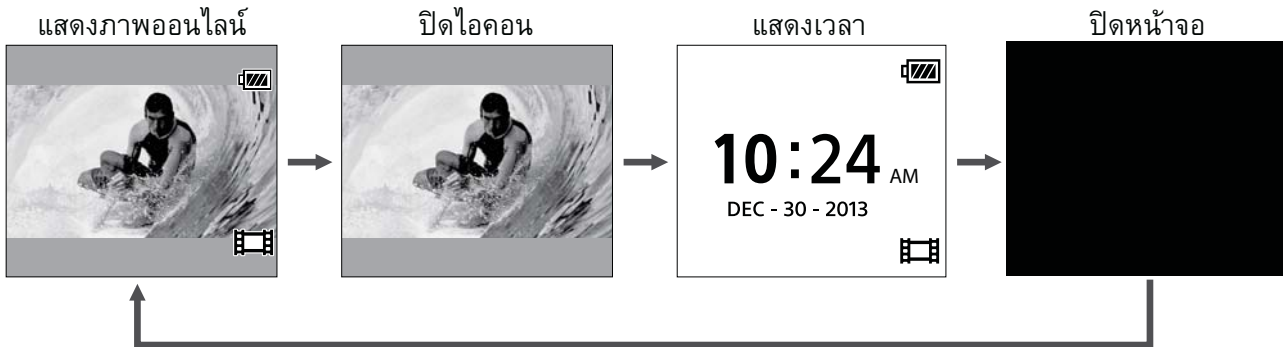 แสดงภาพออนไลน์
ปิดไอคอน
แสดงเวลา
ปิดหน้าจอ
10:24 AM
DEC - 30 - 2013